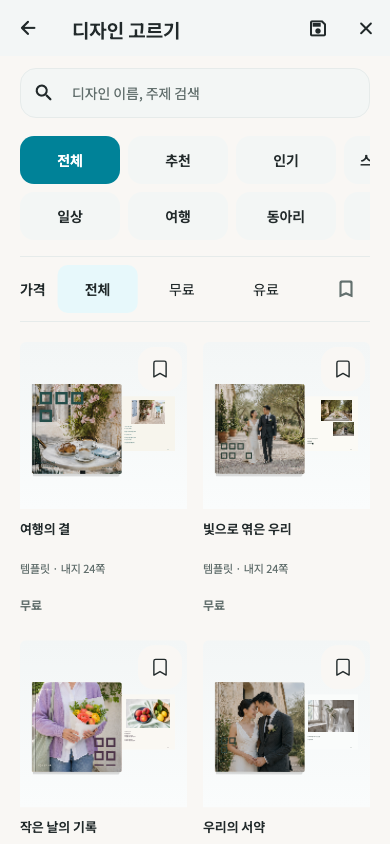 디자인 고르기
디자인 이름, 주제 검색
전체 추천 인기
일상 여행 동아리
가격 전체 무료 유료
여행의 결 빛으로 엮은 우리
템플릿 · 내지 24쪽 템플릿 · 내지 24쪽
무료 무료
작은 날의 기록 우리의 서약